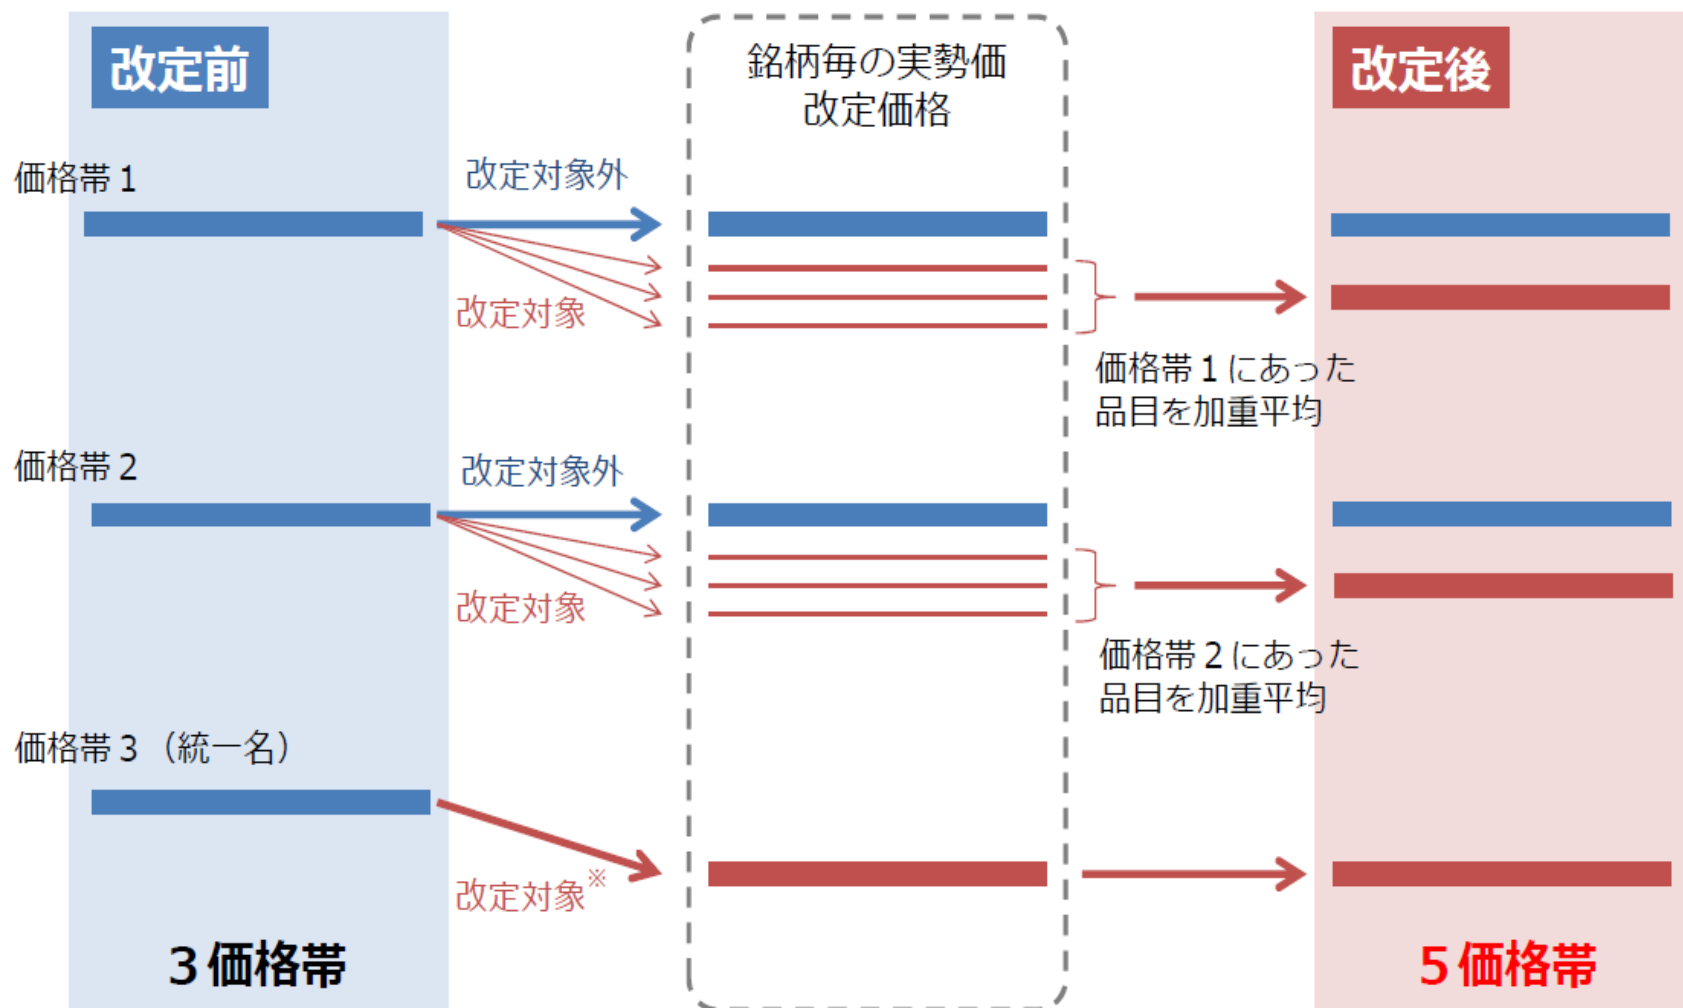 改定前
銘柄毎の実勢価
改定価格
改定後
価格帯1
改定対象外
改定対象
価格帯1にあった
品目を加重平均
価格帯2
改定対象外
改定対象
価格帯2にあった
品目を加重平均
価格帯3（統一名）
改定対象※
3価格帯
5価格帯